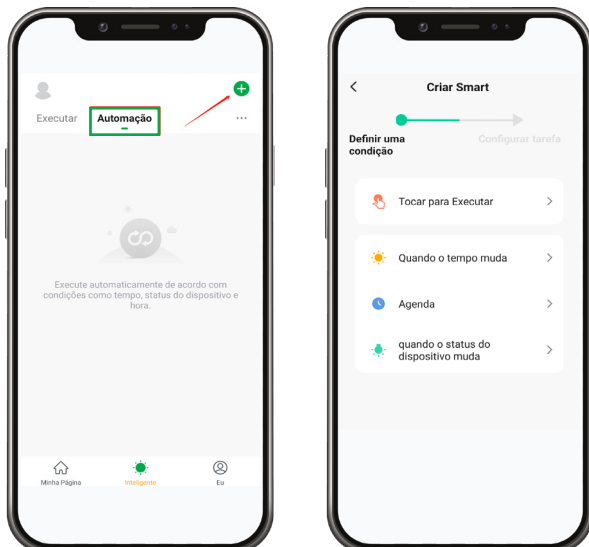 Executar Automação ...
Execute automaticamente de acordo com
condições como tempo, status do dispositivo e
hora.
Minha Página Inteligente Eu
Criar Smart
Definir uma
condição
Configurar tarefa
Tocar para Executar
Quando o tempo muda
Agenda
quando o status do
dispositivo muda